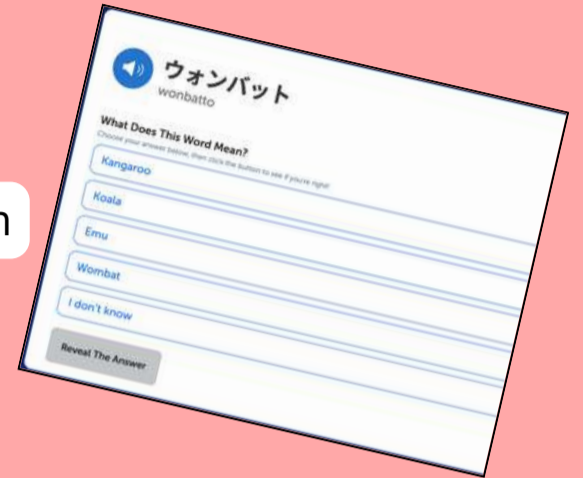 n
ウォンバット
wonbatto
What Does This Word Mean?
Choose your answer below, then click the button to see if you're right!
Kangaroo
Koala
Emu
Wombat
I don't know
Reveal The Answer